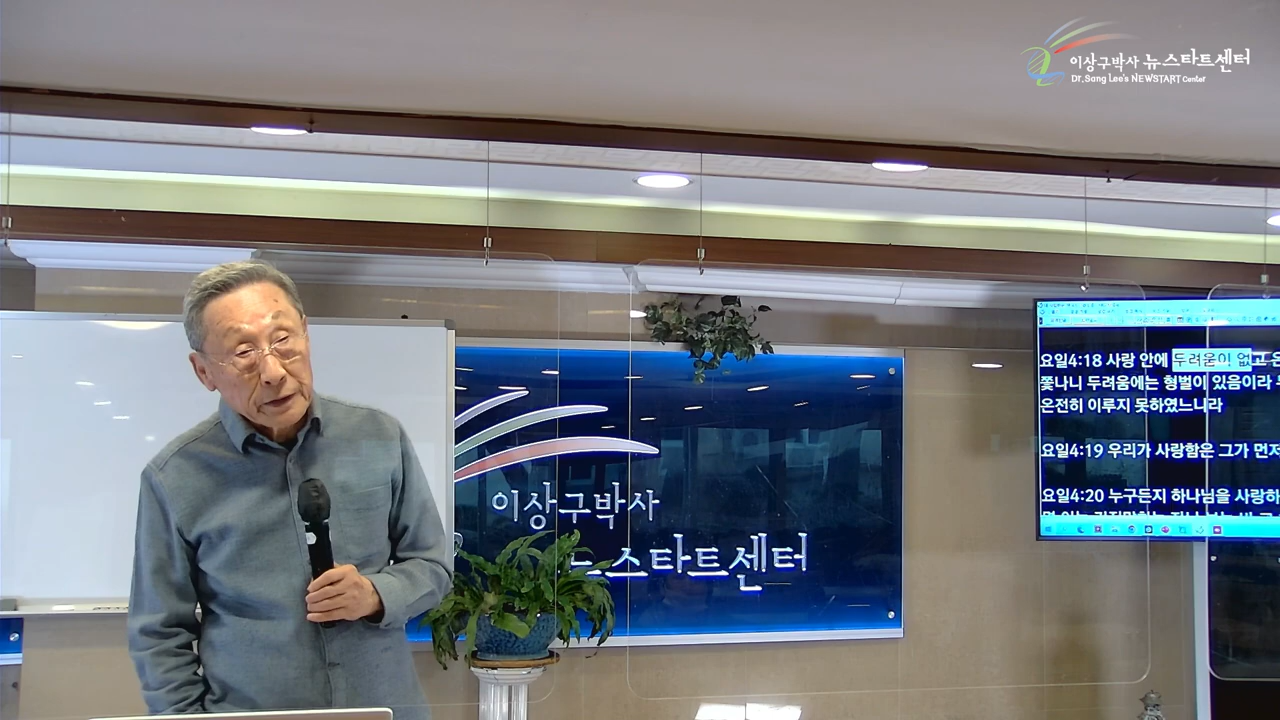 이상구박사 뉴스타트센터
Dr. Sang Lee's NEWSTART Center
요일4:18 사랑 안에 두려움이 없고 온
쫓나니 두려움에는 형벌이 있음이라
온전히 이루지 못하였느니라
요일4:19 우리가 사랑함은 그가 먼저
요일4:20 누구든지 하나님을 사랑하
이상구박사
뉴스타트센터